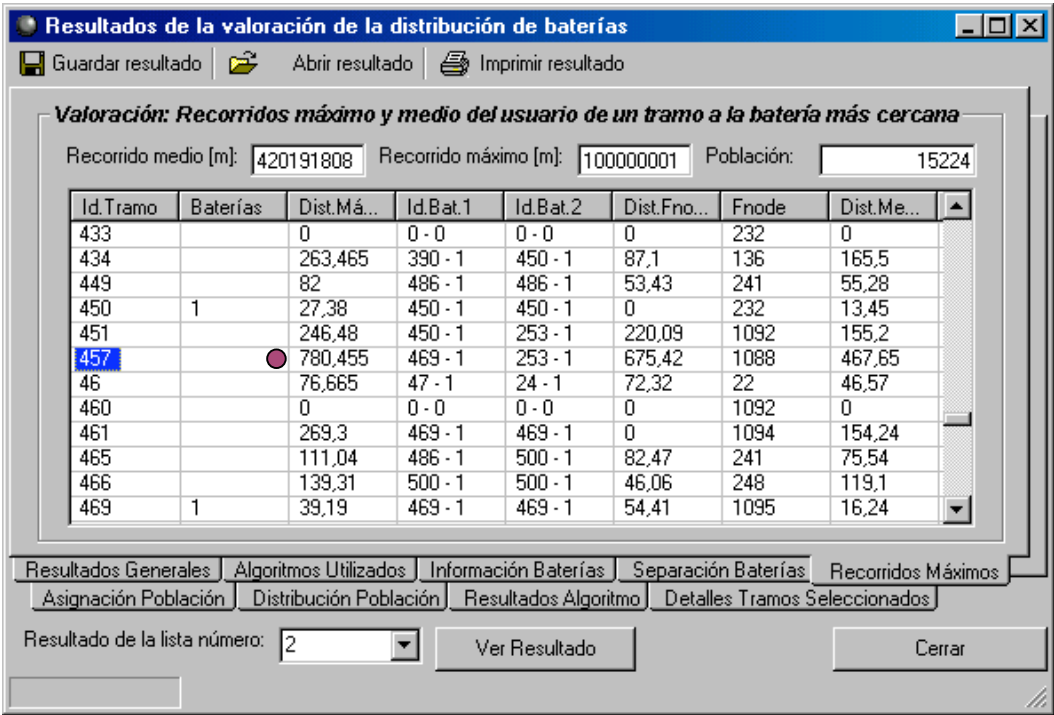 Resultados de la valoración de la distribución de baterías
Guardar resultado Abrir resultado Imprimir resultado
Valoración: Recorridos máximo y medio del usuario de un tramo a la batería más cercana
Recorrido medio [m]: 420191808 Recorrido máximo [m]: 100000001 Población: 15224
Id.Tramo Baterías Dist.Má... Id.Bat.1 Id.Bat.2 Dist.Fno... Fnode Dist.Me...
433 0 0 - 0 0 - 0 0 232 0
434 263,465 390 - 1 450 - 1 87,1 136 165,5
449 82 486 - 1 486 - 1 53,43 241 55,28
450 1 27,38 450 - 1 450 - 1 0 232 13,45
451 246,48 450 - 1 253 - 1 220,09 1092 155,2
457 780,455 469 - 1 253 - 1 675,42 1088 467,65
46 76,665 47 - 1 24 - 1 72,32 22 46,57
460 0 0 - 0 0 - 0 0 1092 0
461 269,3 469 - 1 469 - 1 0 1094 154,24
465 111,04 486 - 1 500 - 1 82,47 241 75,54
466 139,31 500 - 1 500 - 1 46,06 248 119,1
469 1 39,19 469 - 1 469 - 1 54,41 1095 16,24
Resultados Generales Algoritmos Utilizados Información Baterías Separación Baterías Recorridos Máximos
Asignación Población Distribución Población Resultados Algoritmo Detalles Tramos Seleccionados
Resultado de la lista número: 2 Ver Resultado Cerrar